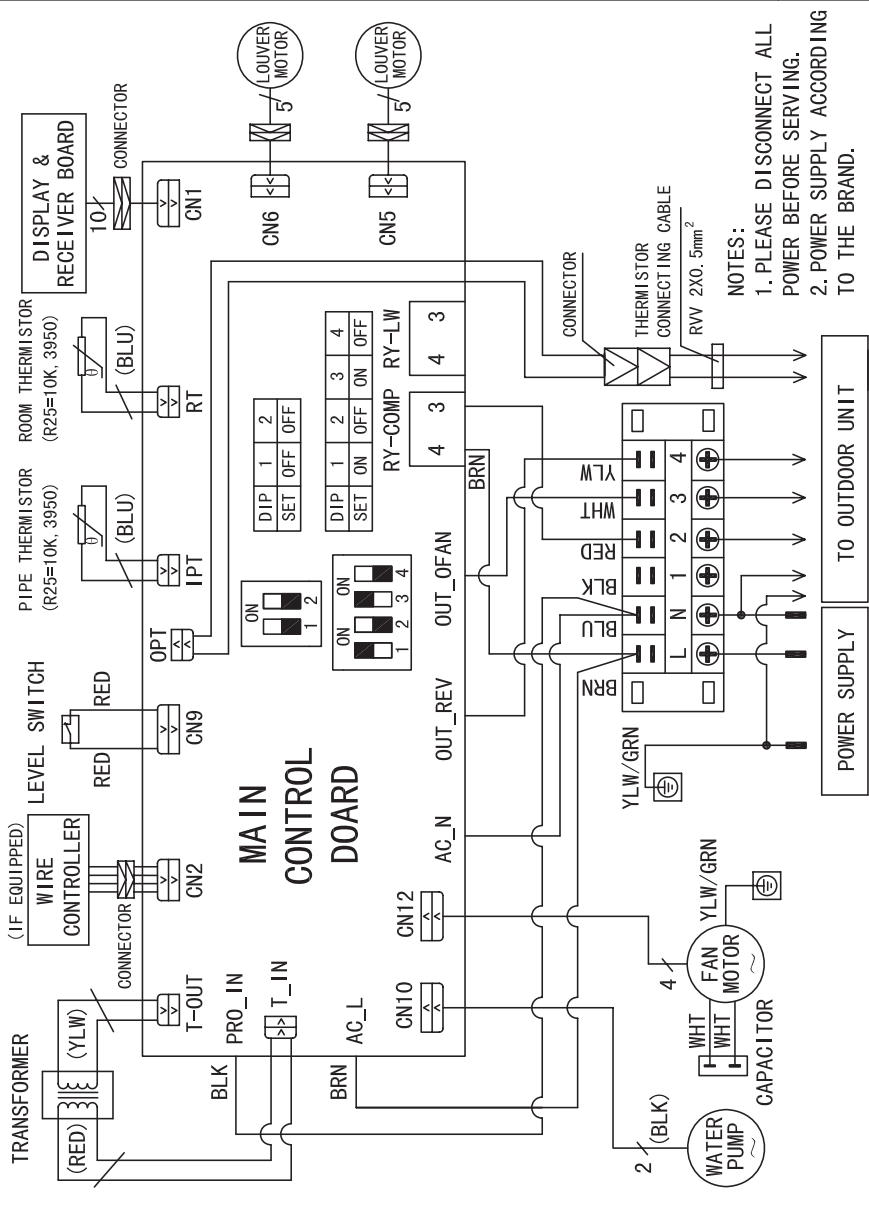 TRANSFORMER
(RED)
(YLW)
(IF EQUIPPED)
WIRE
CONTROLLER
CONNECTOR
LEVEL SWITCH
RED
RED
PIPE THERMISTOR
(R25=10K, 3950)
θ
(BLU)
ROOM THERMISTOR
(R25=10K, 3950)
θ
(BLU)
DISPLAY &
RECEIVER BOARD
10
CONNECTOR
T-OUT
CN2
CN9
OPT
IPT
RT
CN1
LOUVER
MOTOR
5
CN6
LOUVER
MOTOR
5
CN5
PRO_IN
T_IN
AC_L
BLK
BRN
MAIN
CONTROL
DOARD
ON
1 2
ON ON
1 2 3 4
DIP 1 2
SET OFF OFF
DIP 1 2 3 4
SET ON OFF ON OFF
CN10
CN12
AC_N
OUT_REV
OUT_OFAN
RY-COMP
4 3
RY-LW
4 3
BRN
BRN
BLU
BLK
RED
WHT
YLW
L N 1 2 3 4
YLW/GRN
CONNECTOR
THERMISTOR
CONNECTING CABLE
RVV 2X0.5mm²
2
(BLK)
WATER
PUMP
~
4
FAN
MOTOR
~
WHT
WHT
CAPACITOR
YLW/GRN
POWER SUPPLY
TO OUTDOOR UNIT
NOTES:
1. PLEASE DISCONNECT ALL
POWER BEFORE SERVING.
2. POWER SUPPLY ACCORDING
TO THE BRAND.